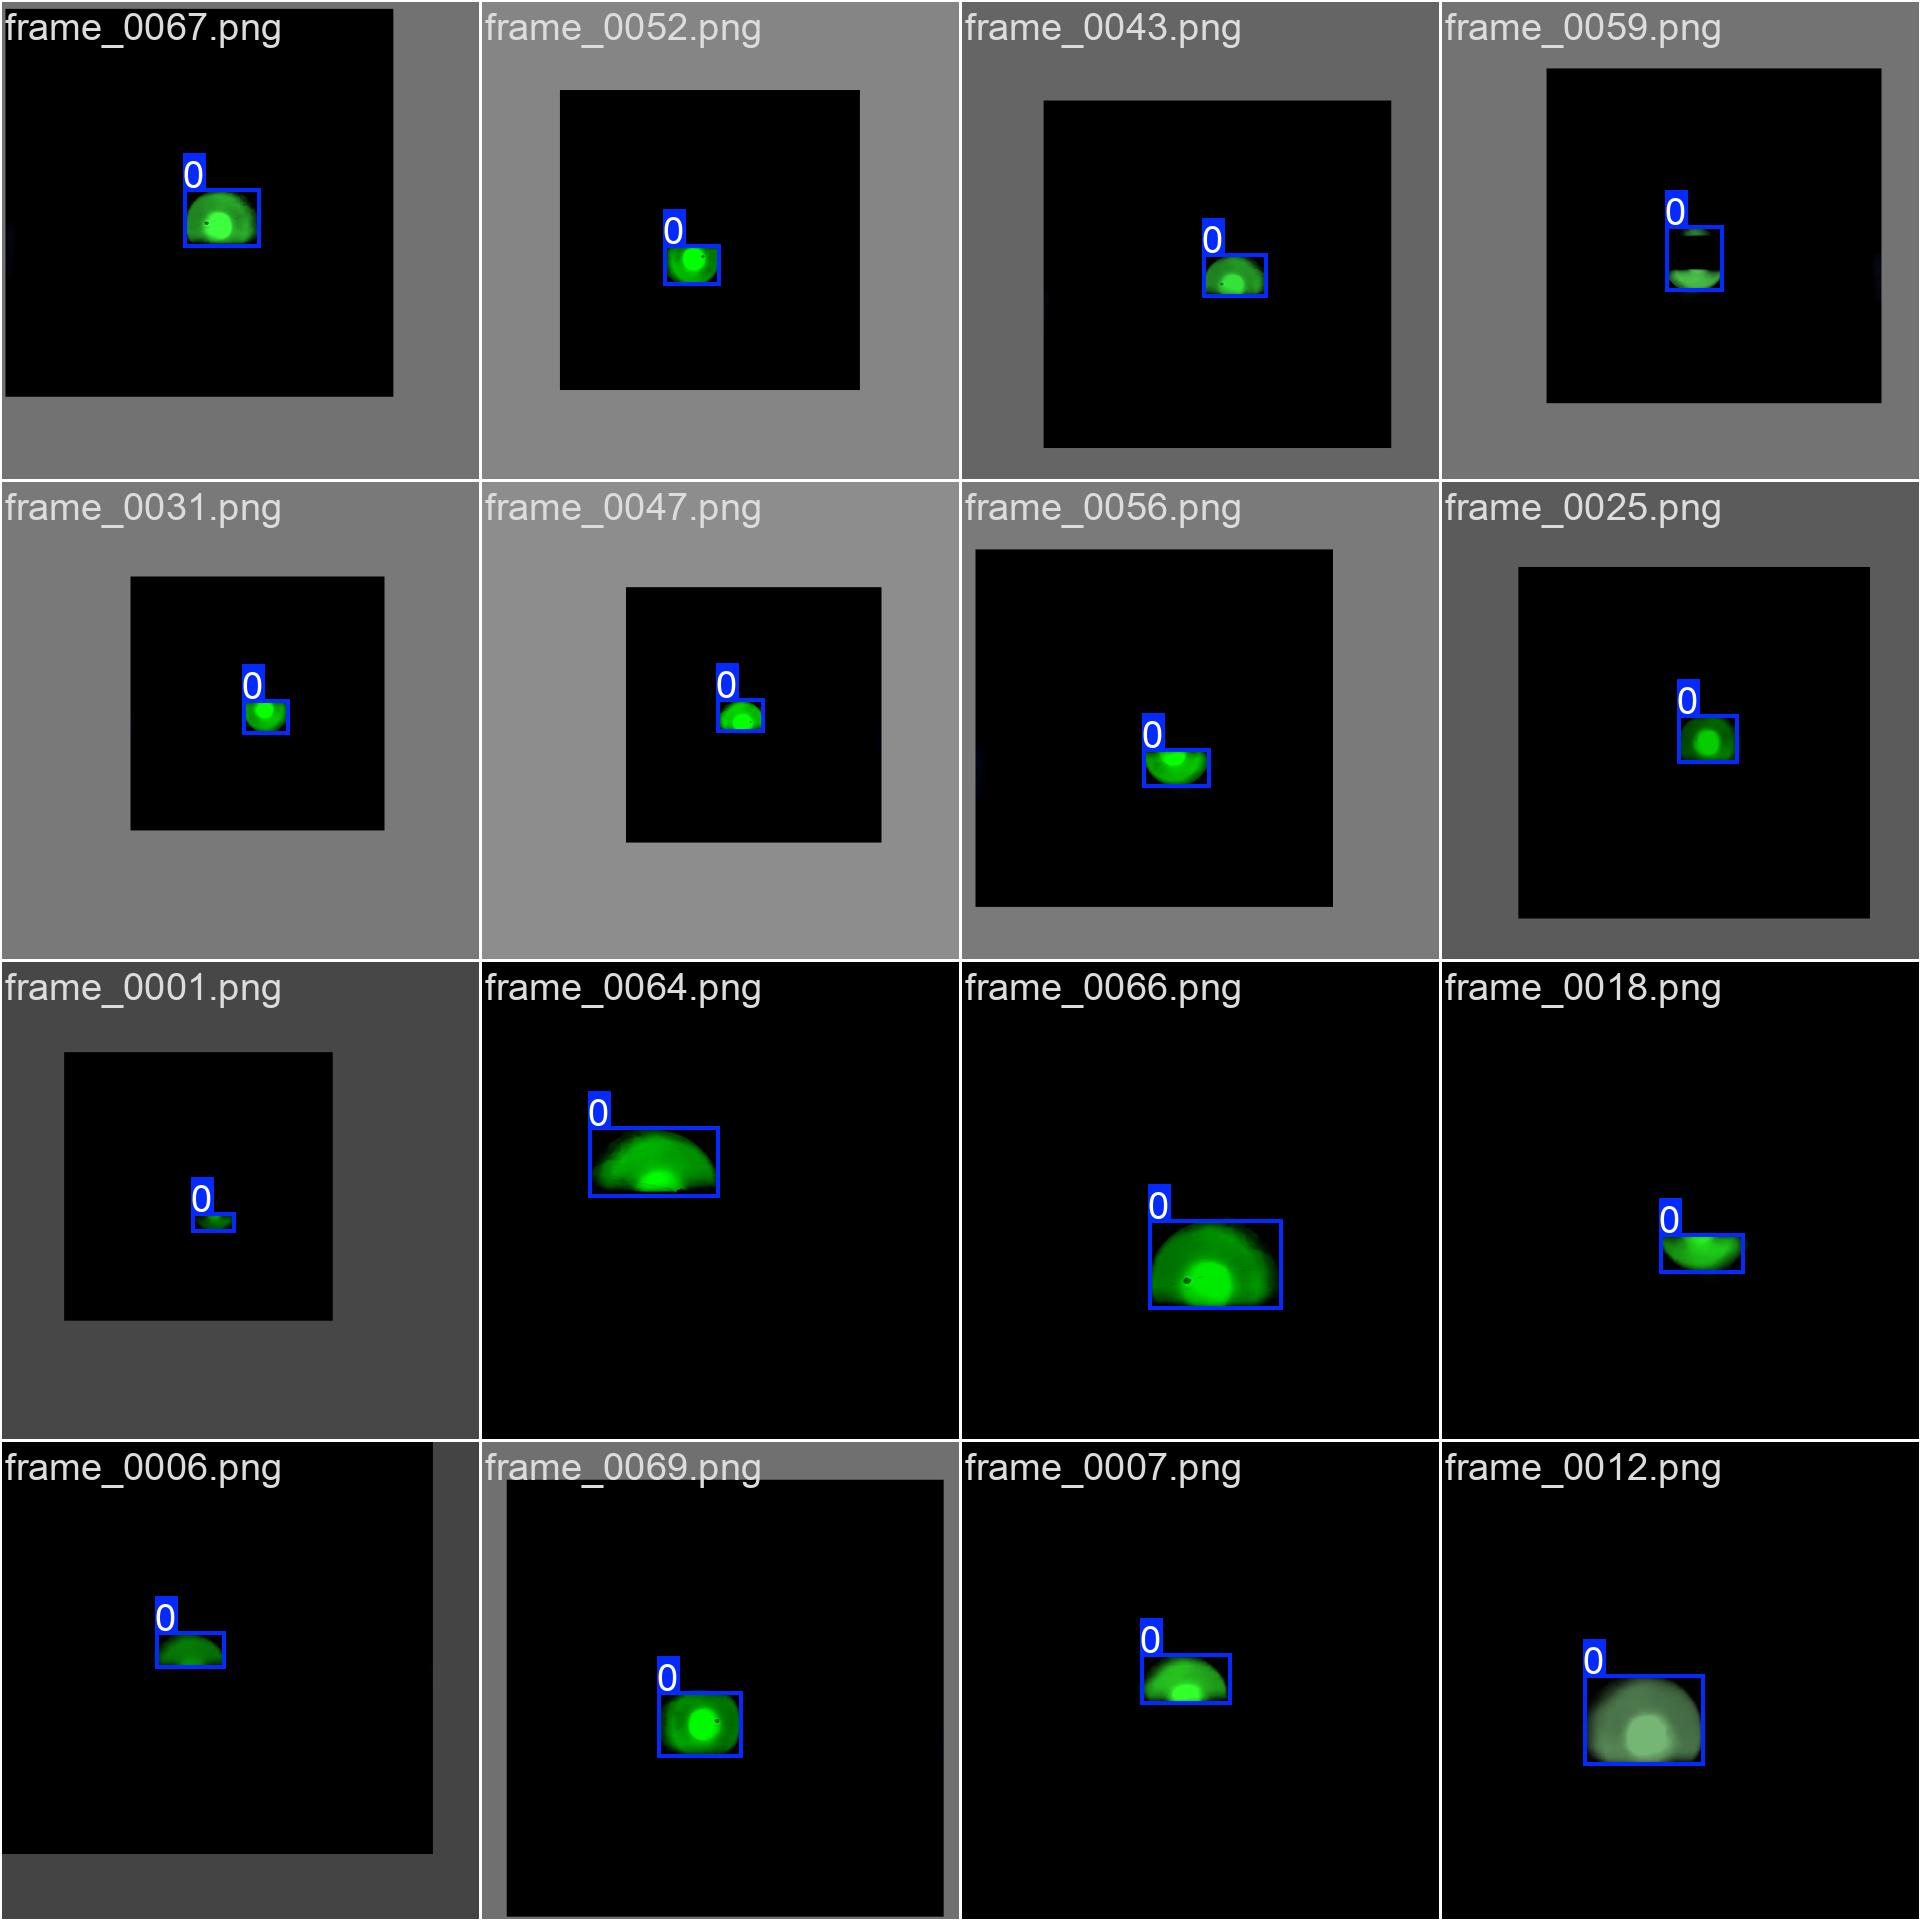 frame_0067.png
0
frame_0052.png
0
frame_0043.png
0
frame_0059.png
0
frame_0031.png
0
frame_0047.png
0
frame_0056.png
0
frame_0025.png
0
frame_0001.png
0
frame_0064.png
0
frame_0066.png
0
frame_0018.png
0
frame_0006.png
0
frame_0069.png
0
frame_0007.png
0
frame_0012.png
0